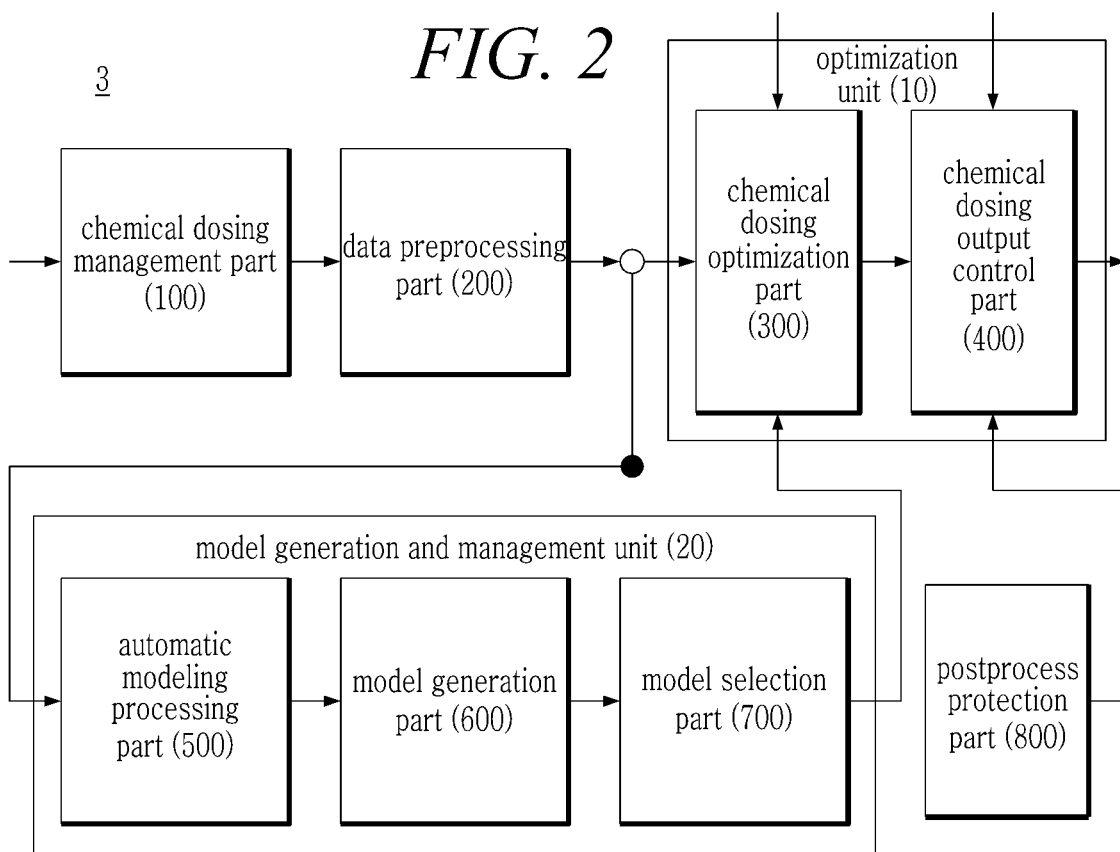 FIG. 2
3
optimization
unit (10)
chemical dosing
management part
(100)
data preprocessing
part (200)
chemical
dosing
optimization
part
(300)
chemical
dosing
output
control
part
(400)
model generation and management unit (20)
automatic
modeling
processing
part (500)
model generation
part (600)
model selection
part (700)
postprocess
protection
part (800)